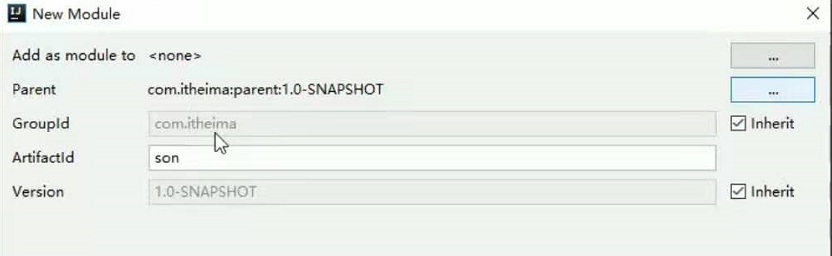 New Module
Add as module to <none> ...
Parent com.itheima:parent:1.0-SNAPSHOT ...
GroupId com.itheima Inherit
ArtifactId son
Version 1.0-SNAPSHOT Inherit